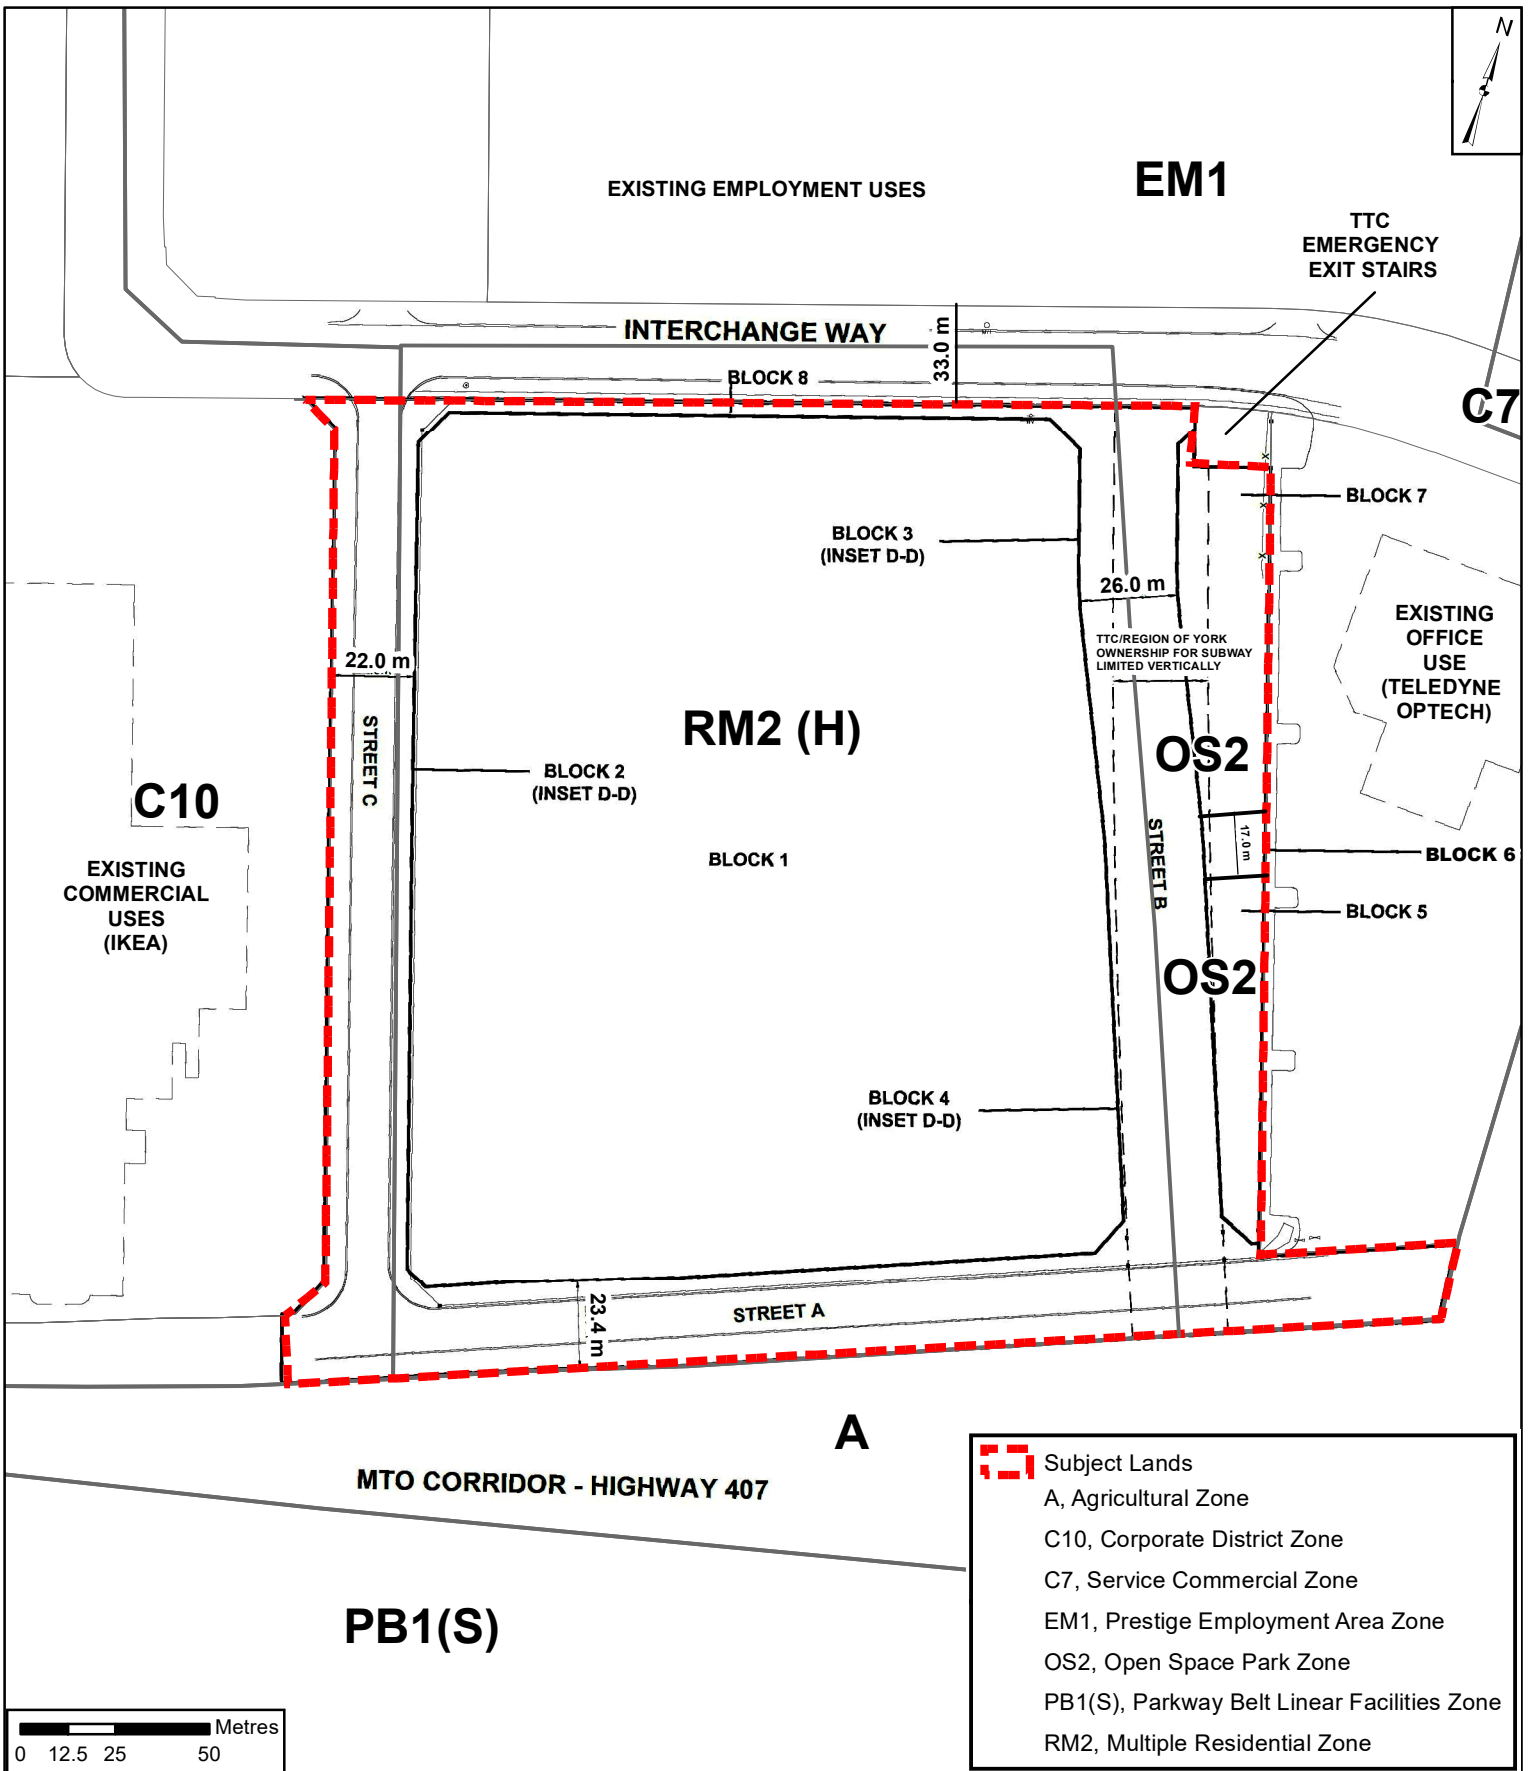 N
EXISTING EMPLOYMENT USES
EM1
TTC
EMERGENCY
EXIT STAIRS
INTERCHANGE WAY
33.0 m
BLOCK 8
C7
BLOCK 7
BLOCK 3
(INSET D-D)
26.0 m
EXISTING
OFFICE
USE
(TELEDYNE
OPTECH)
TTC/REGION OF YORK
OWNERSHIP FOR SUBWAY
LIMITED VERTICALLY
22.0 m
STREET C
RM2 (H)
OS2
BLOCK 2
(INSET D-D)
C10
STREET B
17.0 m
BLOCK 6
BLOCK 1
EXISTING
COMMERCIAL
USES
(IKEA)
BLOCK 5
OS2
BLOCK 4
(INSET D-D)
STREET A
23.4 m
A
MTO CORRIDOR - HIGHWAY 407
PB1(S)
Subject Lands
A, Agricultural Zone
C10, Corporate District Zone
C7, Service Commercial Zone
EM1, Prestige Employment Area Zone
OS2, Open Space Park Zone
PB1(S), Parkway Belt Linear Facilities Zone
RM2, Multiple Residential Zone
Metres
0 12.5 25 50